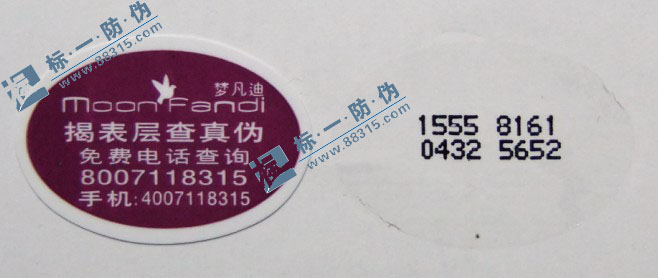 梦凡迪
moon Fandi
揭表层查真伪
免费电话查询
8007118315
手机:4007118315
1555 8161
0432 5652
标一防伪
www.88315.com
标一防伪
www.88315.com
标一防伪
www.88315.com